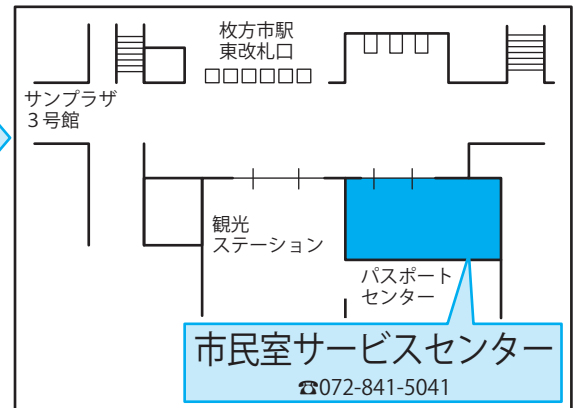 枚方市駅
東改札口
サンプラザ
３号館
観光
ステーション
パスポート
センター
市民室サービスセンター
☎072-841-5041